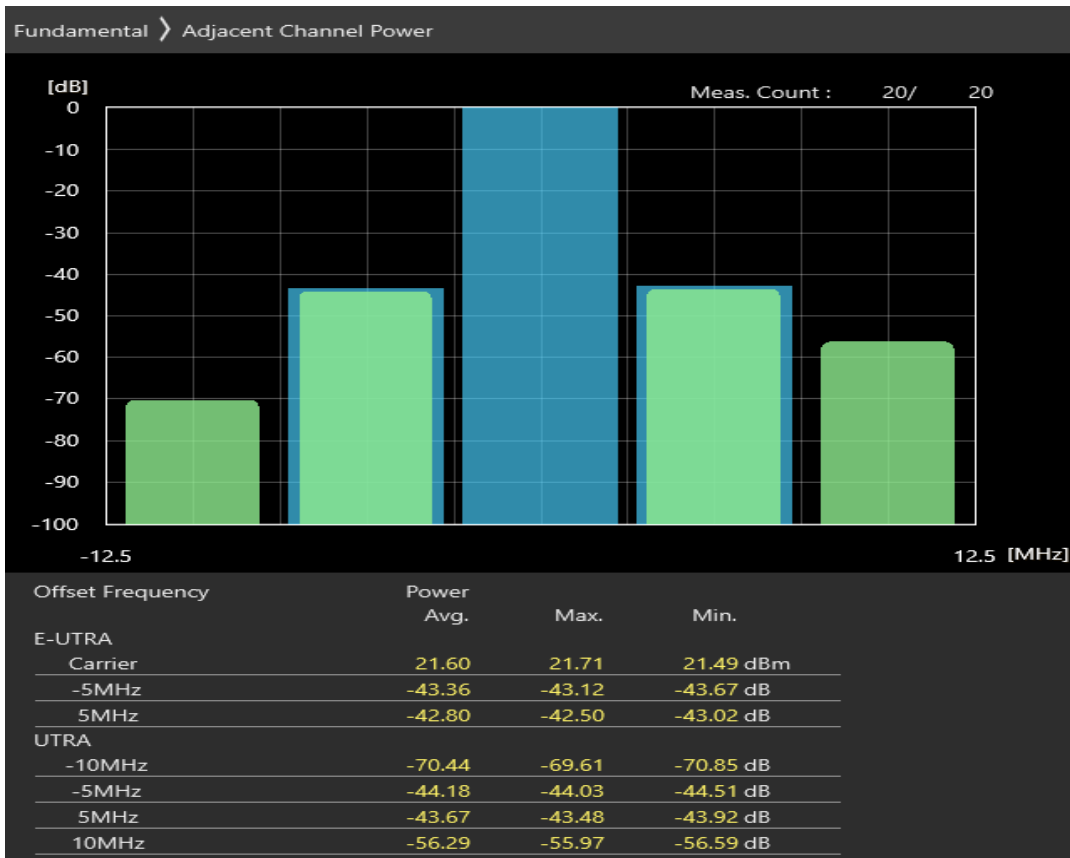 Fundamental 〉 Adjacent Channel Power
[dB]
Meas. Count : 20/ 20
0
-10
-20
-30
-40
-50
-60
-70
-80
-90
-100
-12.5 12.5 [MHz]
Offset Frequency Power
Avg. Max. Min.
E-UTRA
Carrier 21.60 21.71 21.49 dBm
-5MHz -43.36 -43.12 -43.67 dB
5MHz -42.80 -42.50 -43.02 dB
UTRA
-10MHz -70.44 -69.61 -70.85 dB
-5MHz -44.18 -44.03 -44.51 dB
5MHz -43.67 -43.48 -43.92 dB
10MHz -56.29 -55.97 -56.59 dB